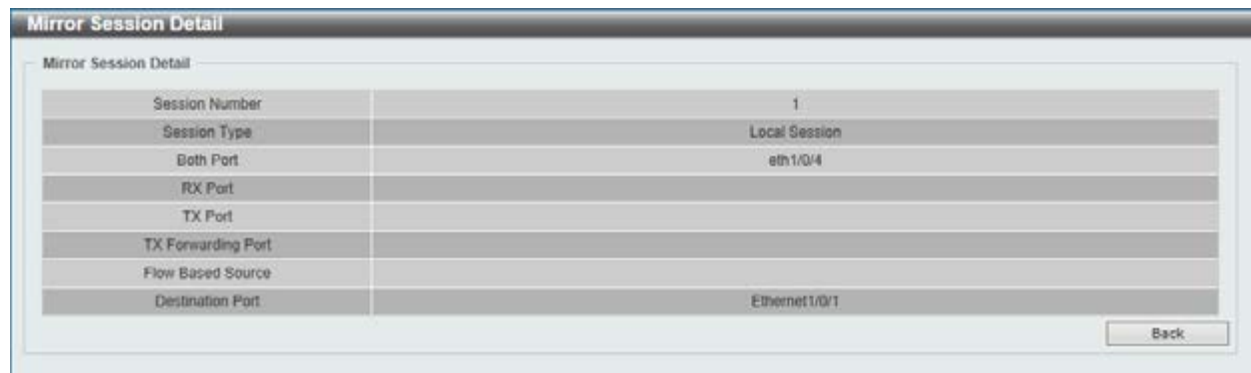 Mirror Session Detail
Mirror Session Detail
Session Number 1
Session Type Local Session
Both Port eth1/0/4
RX Port
TX Port
TX Forwarding Port
Flow Based Source
Destination Port Ethernet1/0/1
Back